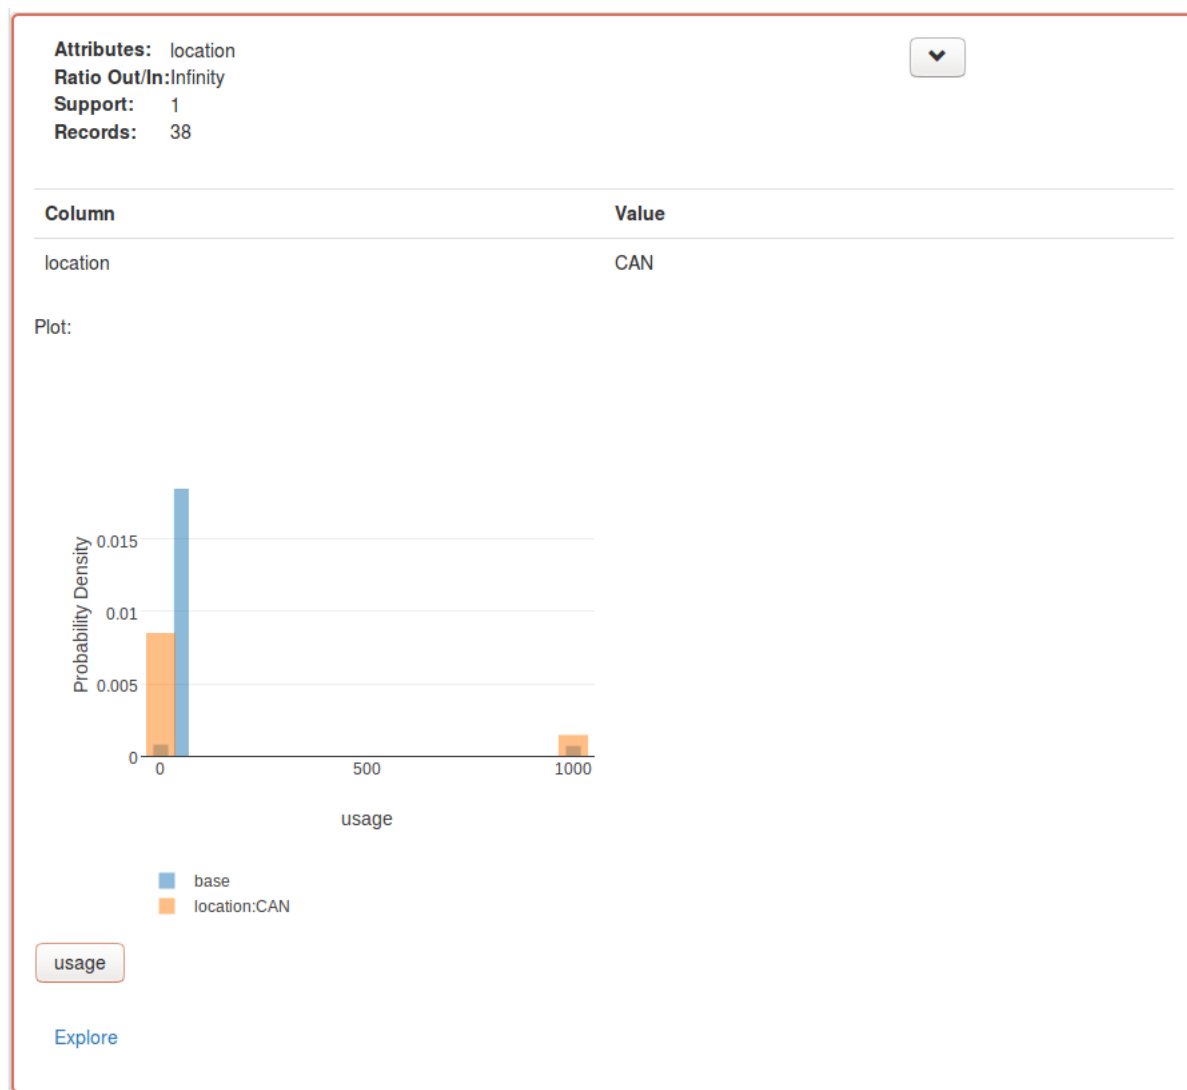 Attributes: location
Ratio Out/In:Infinity
Support: 1
Records: 38
Column Value
location CAN
Plot:
Probability Density
0.015
0.01
0.005
0
0 500 1000
usage
base
location:CAN
usage
Explore